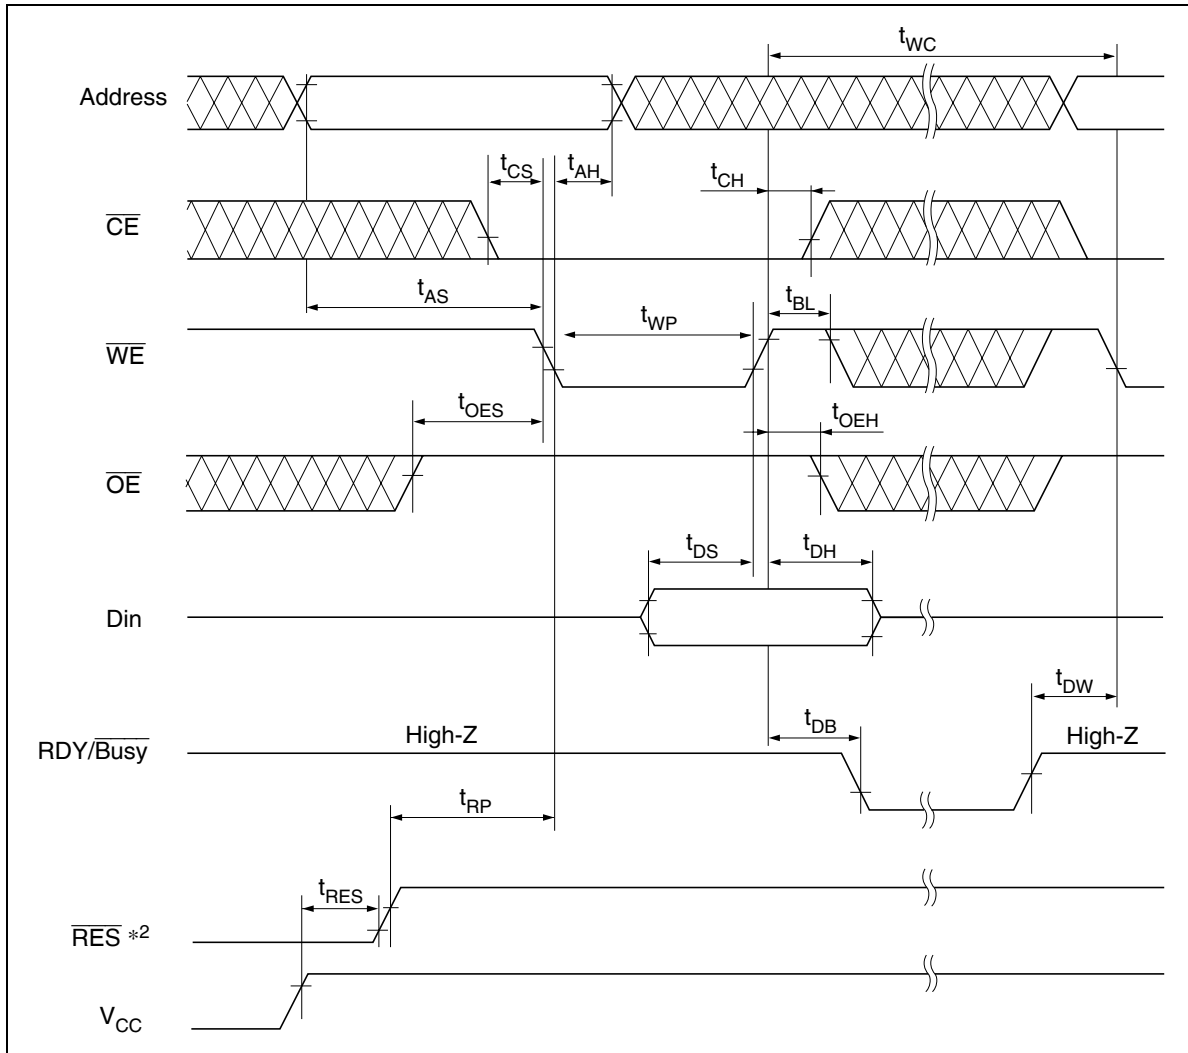 tWC
Address
tCS
tAH
tCH
CE
tAS
tBL
tWP
WE
tOES
tOEH
OE
tDS
tDH
Din
tDW
tDB
High-Z
High-Z
RDY/Busy
tRP
tRES
RES *2
VCC